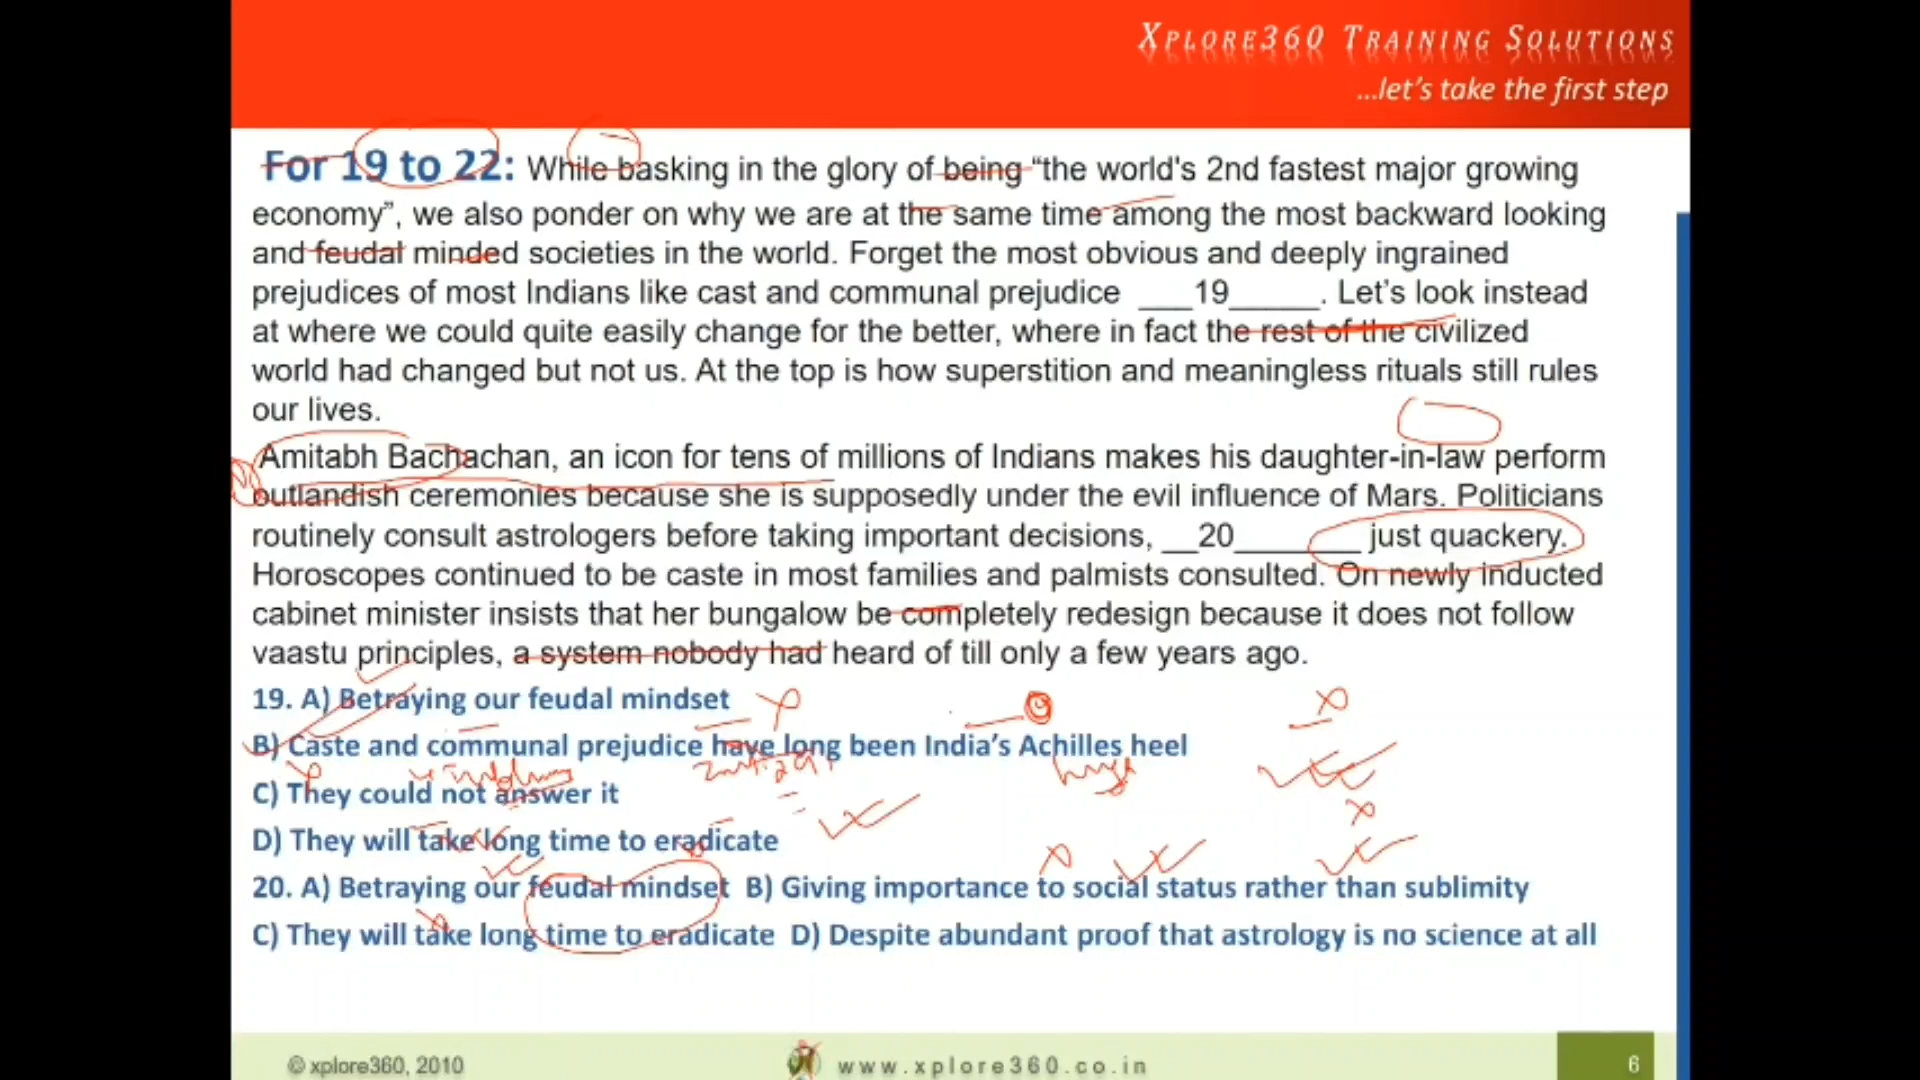 XPLORE360 TRAINING SOLUTIONS
...let's take the first step
For 19 to 22: While basking in the glory of being “the world's 2nd fastest major growing
economy”, we also ponder on why we are at the same time among the most backward looking
and feudal minded societies in the world. Forget the most obvious and deeply ingrained
prejudices of most Indians like cast and communal prejudice ___19_____. Let’s look instead
at where we could quite easily change for the better, where in fact the rest of the civilized
world had changed but not us. At the top is how superstition and meaningless rituals still rules
our lives.
Amitabh Bachachan, an icon for tens of millions of Indians makes his daughter-in-law perform
outlandish ceremonies because she is supposedly under the evil influence of Mars. Politicians
routinely consult astrologers before taking important decisions, __20_______ just quackery.
Horoscopes continued to be caste in most families and palmists consulted. On newly inducted
cabinet minister insists that her bungalow be completely redesign because it does not follow
vaastu principles, a system nobody had heard of till only a few years ago.
19. A) Betraying our feudal mindset
B) Caste and communal prejudice have long been India’s Achilles heel
C) They could not answer it
D) They will take long time to eradicate
20. A) Betraying our feudal mindset B) Giving importance to social status rather than sublimity
C) They will take long time to eradicate D) Despite abundant proof that astrology is no science at all
© xplore360, 2010
www.xplore360.co.in
6